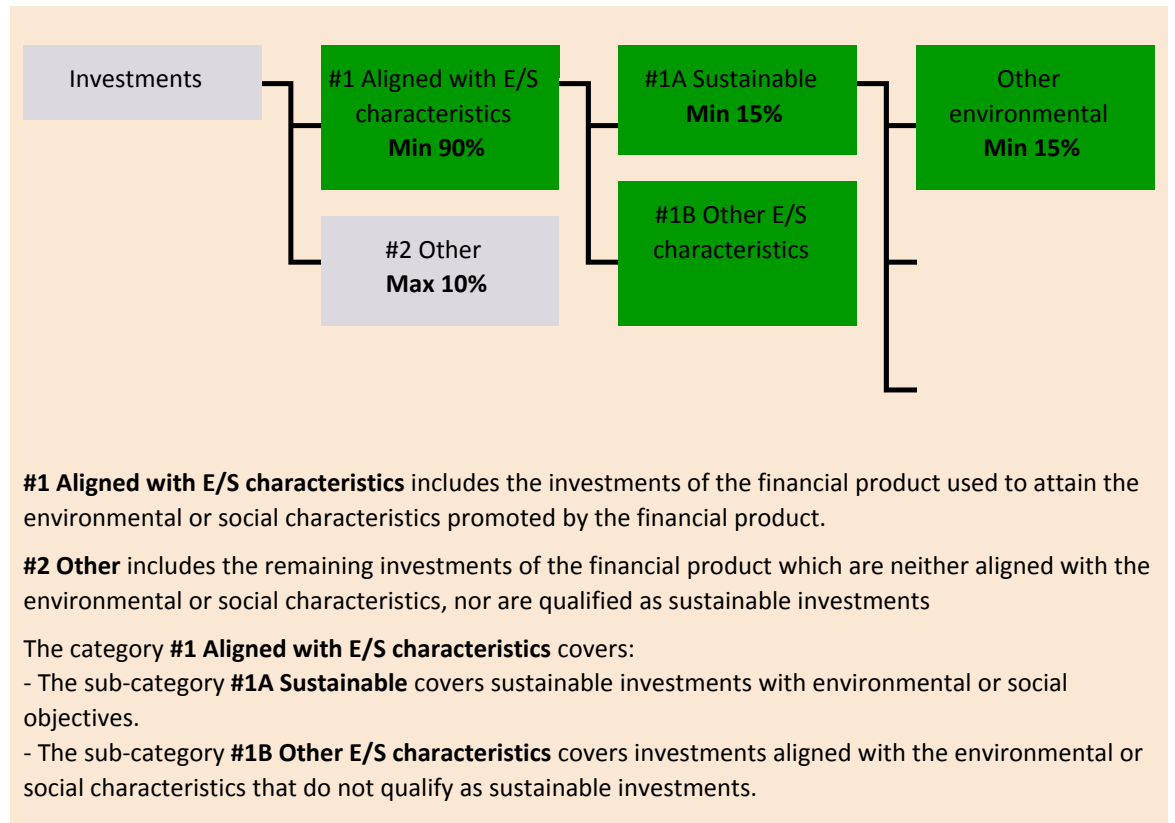 Investments
#1 Aligned with E/S
characteristics
Min 90%
#2 Other
Max 10%
#1A Sustainable
Min 15%
#1B Other E/S
characteristics
Other
environmental
Min 15%
#1 Aligned with E/S characteristics includes the investments of the financial product used to attain the
environmental or social characteristics promoted by the financial product.
#2 Other includes the remaining investments of the financial product which are neither aligned with the
environmental or social characteristics, nor are qualified as sustainable investments
The category #1 Aligned with E/S characteristics covers:
- The sub-category #1A Sustainable covers sustainable investments with environmental or social
objectives.
- The sub-category #1B Other E/S characteristics covers investments aligned with the environmental or
social characteristics that do not qualify as sustainable investments.